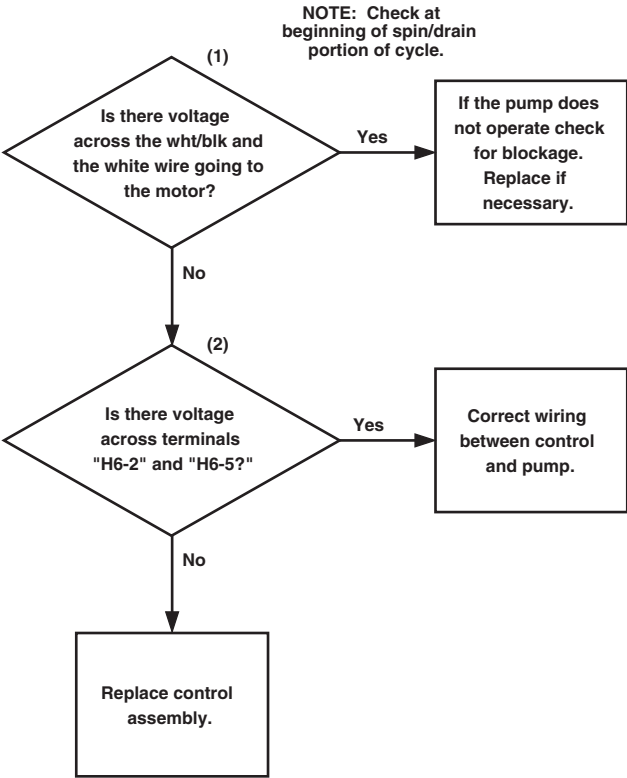 NOTE: Check at
beginning of spin/drain
portion of cycle.
(1)
Is there voltage
across the wht/blk and
the white wire going to
the motor?
Yes
If the pump does
not operate check
for blockage.
Replace if
necessary.
No
(2)
Is there voltage
across terminals
"H6-2" and "H6-5?"
Yes
Correct wiring
between control
and pump.
No
Replace control
assembly.